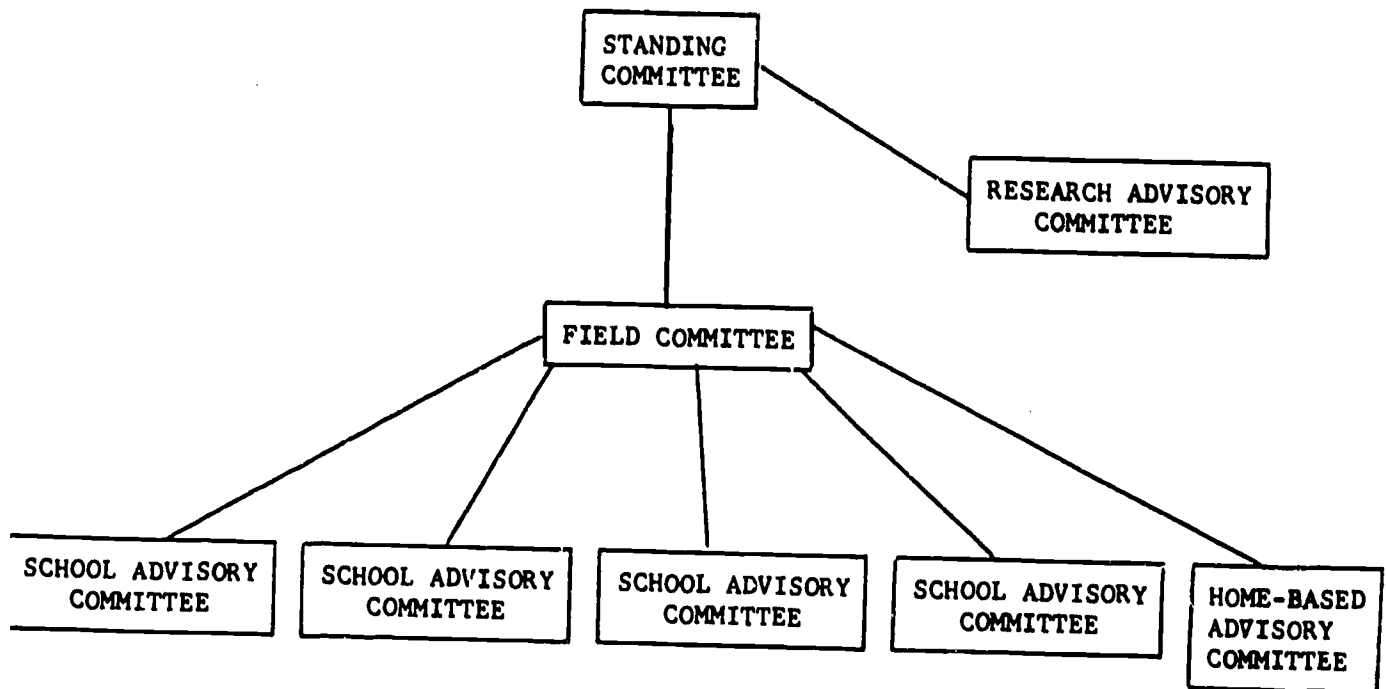 STANDING
COMMITTEE
RESEARCH ADVISORY
COMMITTEE
FIELD COMMITTEE
SCHOOL ADVISORY
COMMITTEE
SCHOOL ADVISORY
COMMITTEE
SCHOOL ADVISORY
COMMITTEE
SCHOOL ADVISORY
COMMITTEE
HOME-BASED
ADVISORY
COMMITTEE